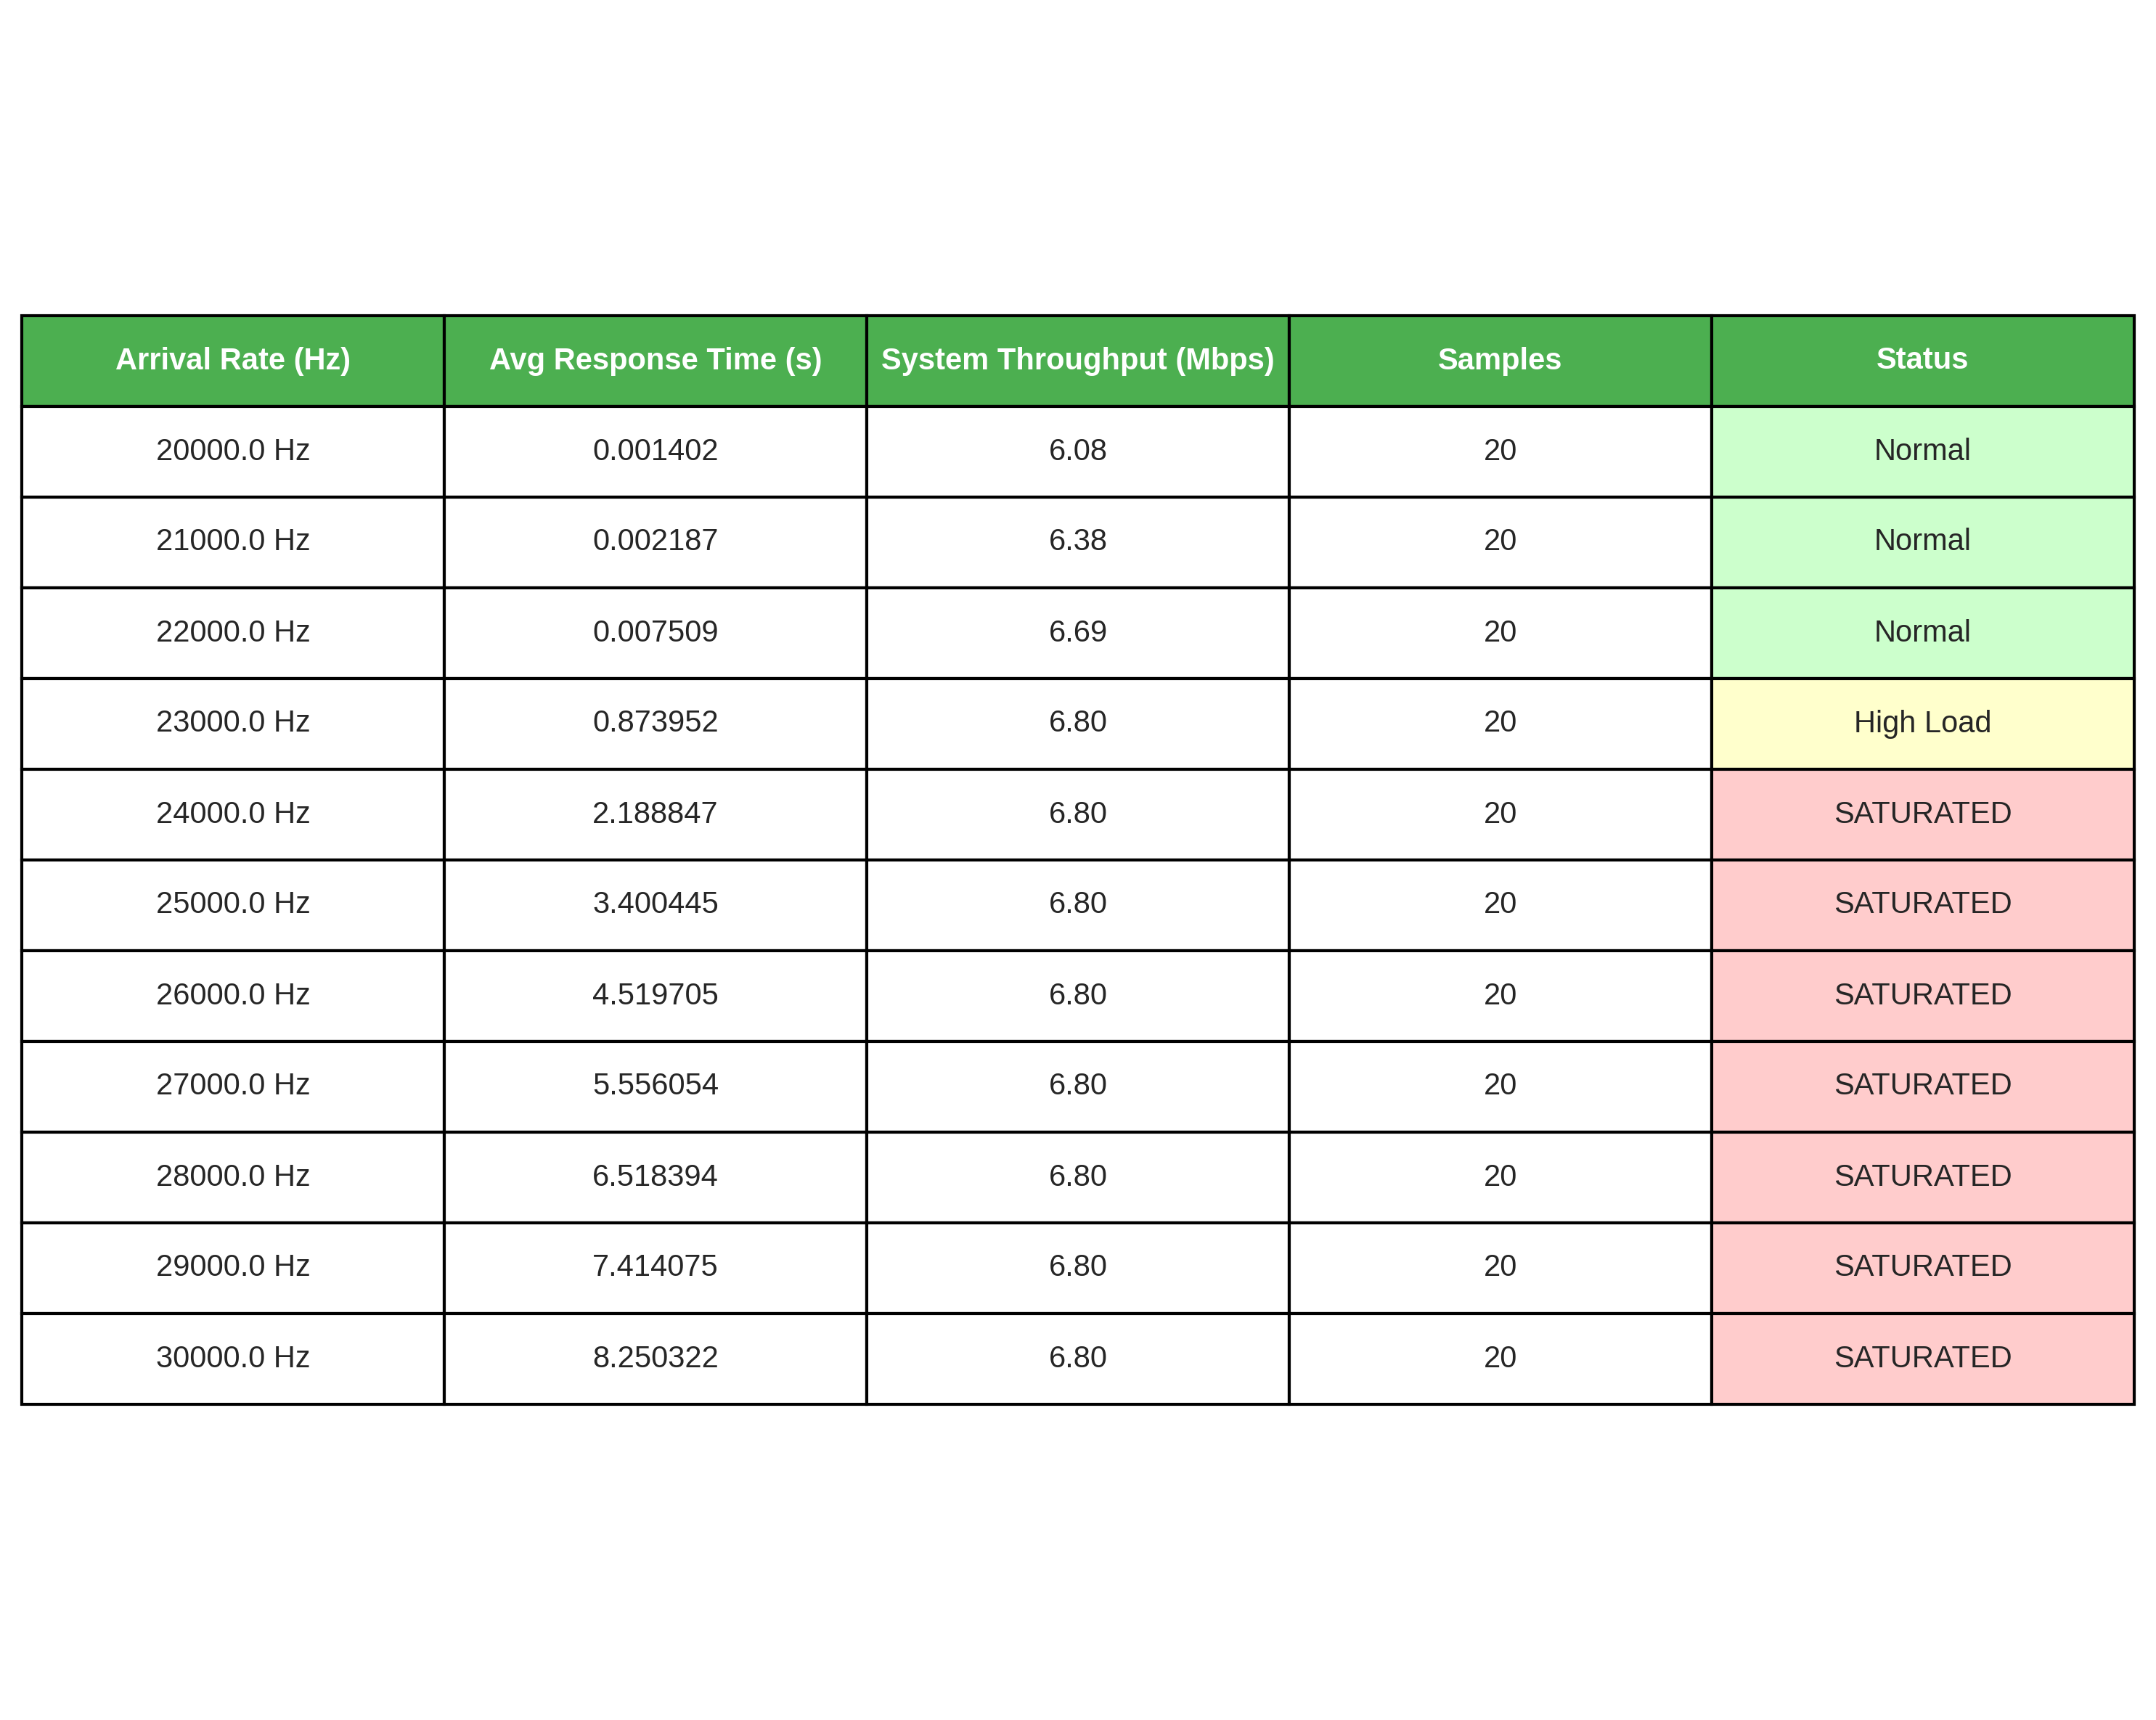 Arrival Rate (Hz) Avg Response Time (s) System Throughput (Mbps) Samples Status
20000.0 Hz 0.001402 6.08 20 Normal
21000.0 Hz 0.002187 6.38 20 Normal
22000.0 Hz 0.007509 6.69 20 Normal
23000.0 Hz 0.873952 6.80 20 High Load
24000.0 Hz 2.188847 6.80 20 SATURATED
25000.0 Hz 3.400445 6.80 20 SATURATED
26000.0 Hz 4.519705 6.80 20 SATURATED
27000.0 Hz 5.556054 6.80 20 SATURATED
28000.0 Hz 6.518394 6.80 20 SATURATED
29000.0 Hz 7.414075 6.80 20 SATURATED
30000.0 Hz 8.250322 6.80 20 SATURATED